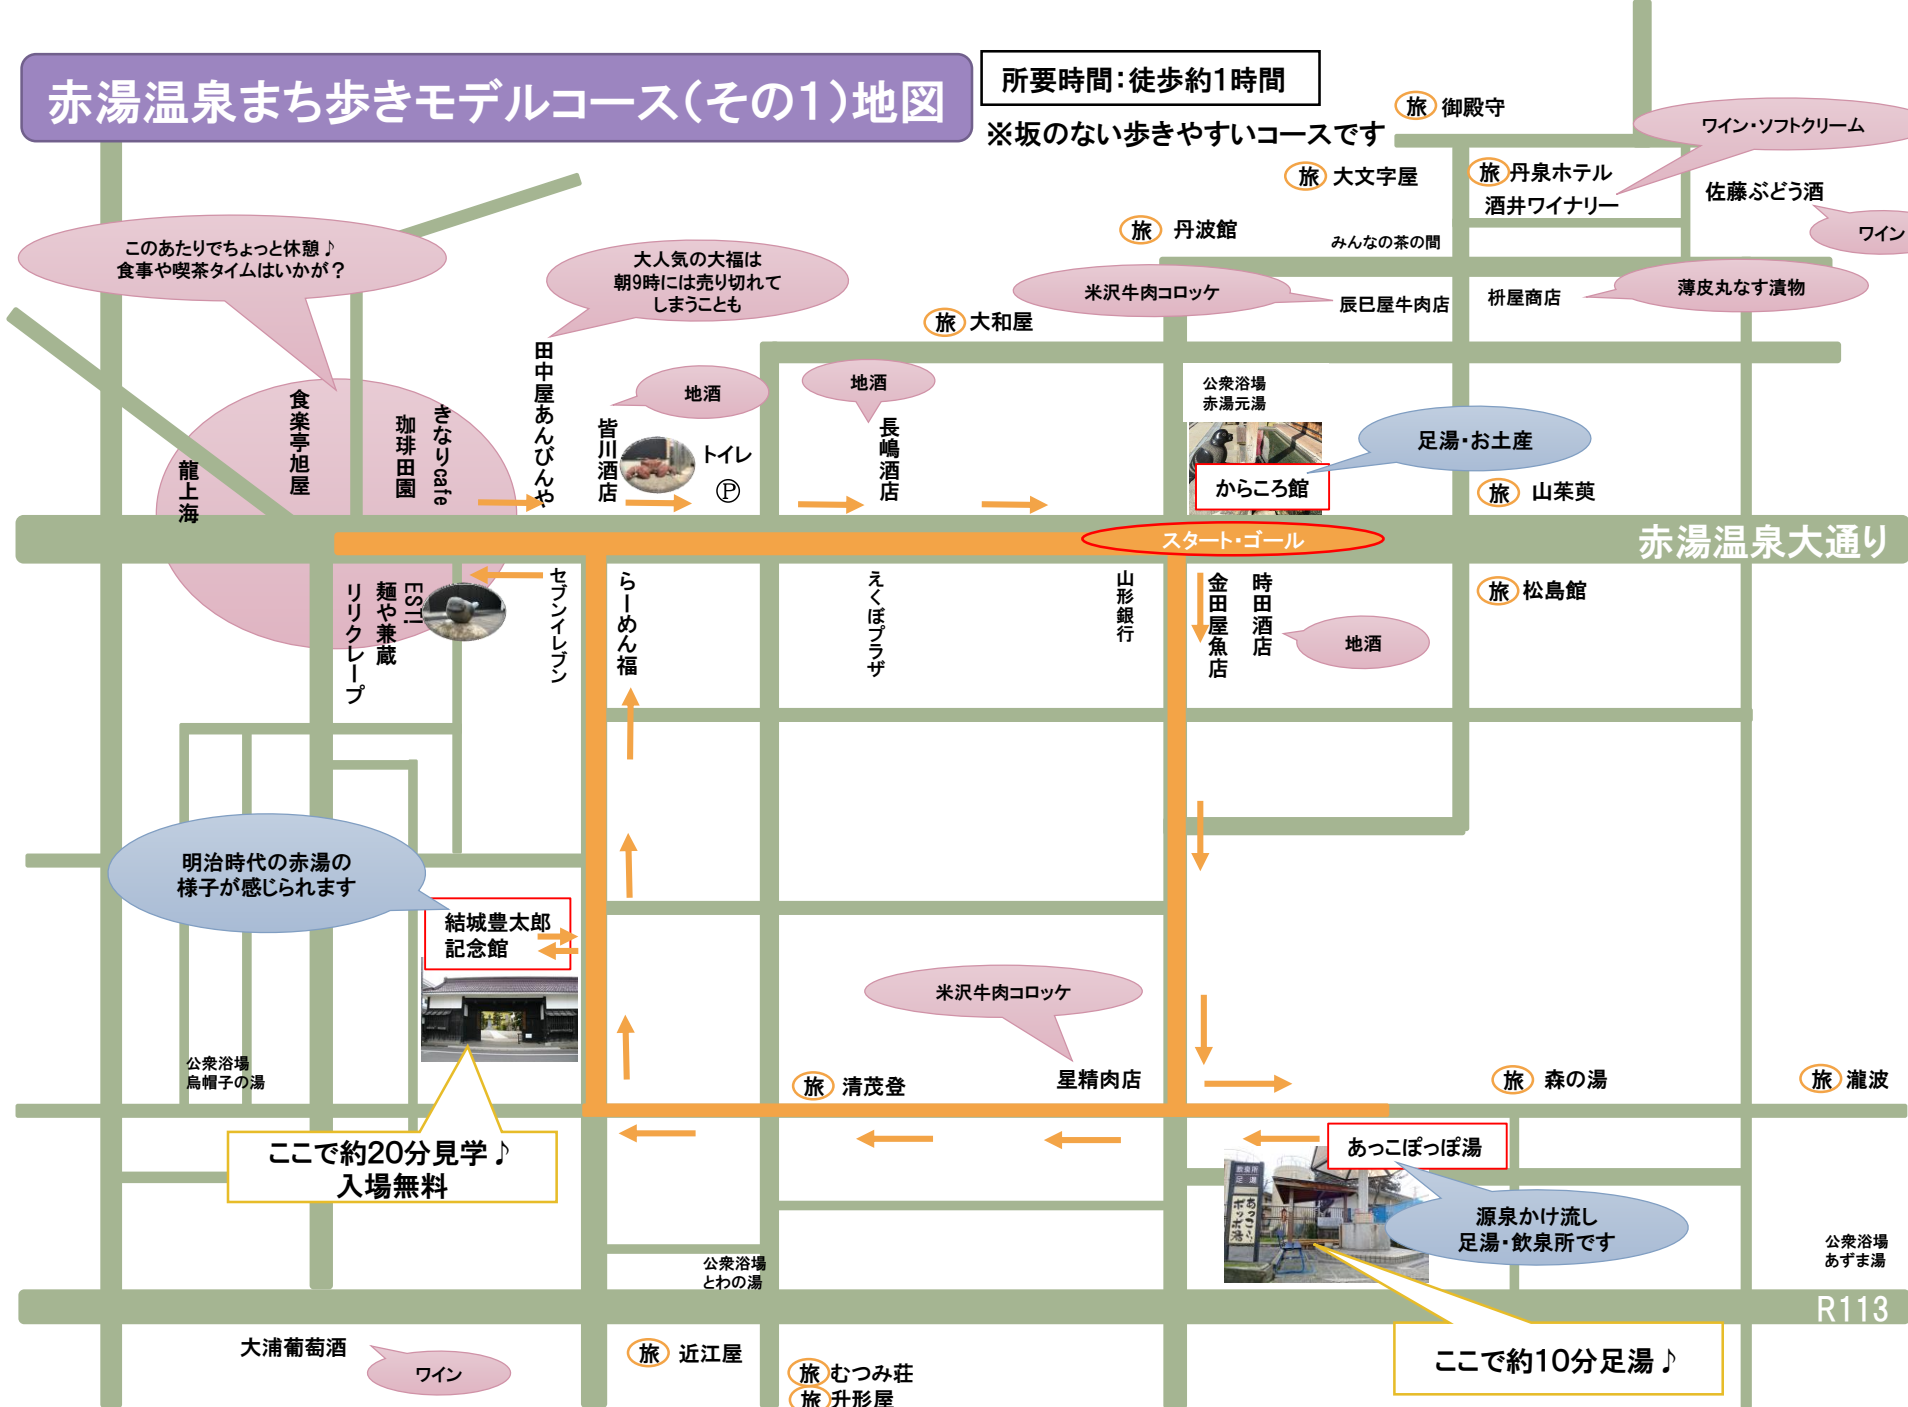 赤湯温泉まち歩きモデルコース(その1)地図
所要時間:徒歩約1時間
※坂のない歩きやすいコースです
旅 御殿守
ワイン・ソフトクリーム
旅 大文字屋
旅 丹泉ホテル
酒井ワイナリー
佐藤ぶどう酒
ワイン
旅 丹波館
みんなの茶の間
このあたりでちょっと休憩♪
食事や喫茶タイムはいかが?
大人気の大福は
朝9時には売り切れて
しまうことも
米沢牛肉コロッケ
辰巳屋牛肉店
枡屋商店
薄皮丸なす漬物
旅 大和屋
田中屋あんびんや
地酒
皆川酒店
トイレ
Ⓟ
地酒
長嶋酒店
公衆浴場
赤湯元湯
足湯・お土産
からころ館
旅 山茱萸
龍上海
食楽亭旭屋
珈琲田園
きなりcafe
スタート・ゴール
赤湯温泉大通り
リリクレープ
麺や兼蔵
EST!
セブンイレブン
らーめん福
えくぼプラザ
山形銀行
金田屋魚店
時田酒店
地酒
旅 松島館
明治時代の赤湯の
様子が感じられます
結城豊太郎
記念館
米沢牛肉コロッケ
星精肉店
公衆浴場
烏帽子の湯
旅 清茂登
旅 森の湯
旅 瀧波
ここで約20分見学♪
入場無料
あっこぽっぽ湯
飲泉所
足湯
あっこポッポ湯
源泉かけ流し
足湯・飲泉所です
公衆浴場
とわの湯
公衆浴場
あずま湯
R113
大浦葡萄酒
ワイン
旅 近江屋
旅 むつみ荘
旅 升形屋
ここで約10分足湯♪